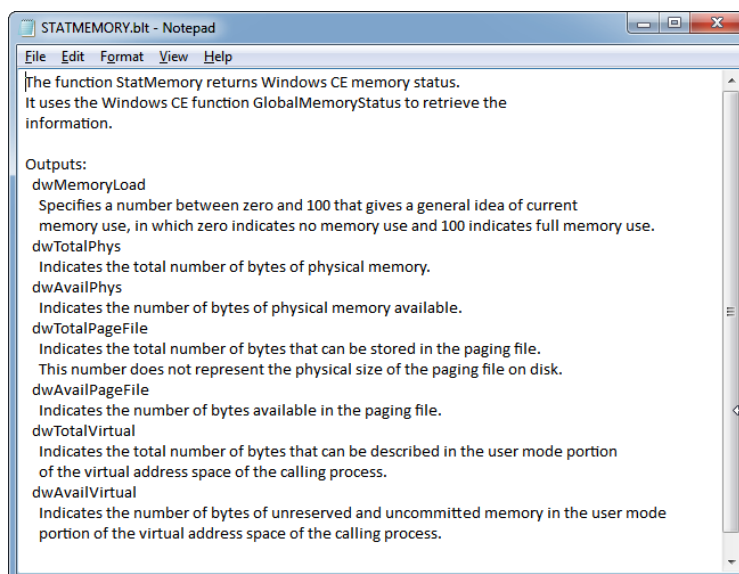 STATMEMORY.blt - Notepad
File Edit Format View Help
The function StatMemory returns Windows CE memory status.
It uses the Windows CE function GlobalMemoryStatus to retrieve the
information.
Outputs:
dwMemoryLoad
Specifies a number between zero and 100 that gives a general idea of current
memory use, in which zero indicates no memory use and 100 indicates full memory use.
dwTotalPhys
Indicates the total number of bytes of physical memory.
dwAvailPhys
Indicates the number of bytes of physical memory available.
dwTotalPageFile
Indicates the total number of bytes that can be stored in the paging file.
This number does not represent the physical size of the paging file on disk.
dwAvailPageFile
Indicates the number of bytes available in the paging file.
dwTotalVirtual
Indicates the total number of bytes that can be described in the user mode portion
of the virtual address space of the calling process.
dwAvailVirtual
Indicates the number of bytes of unreserved and uncommitted memory in the user mode
portion of the virtual address space of the calling process.